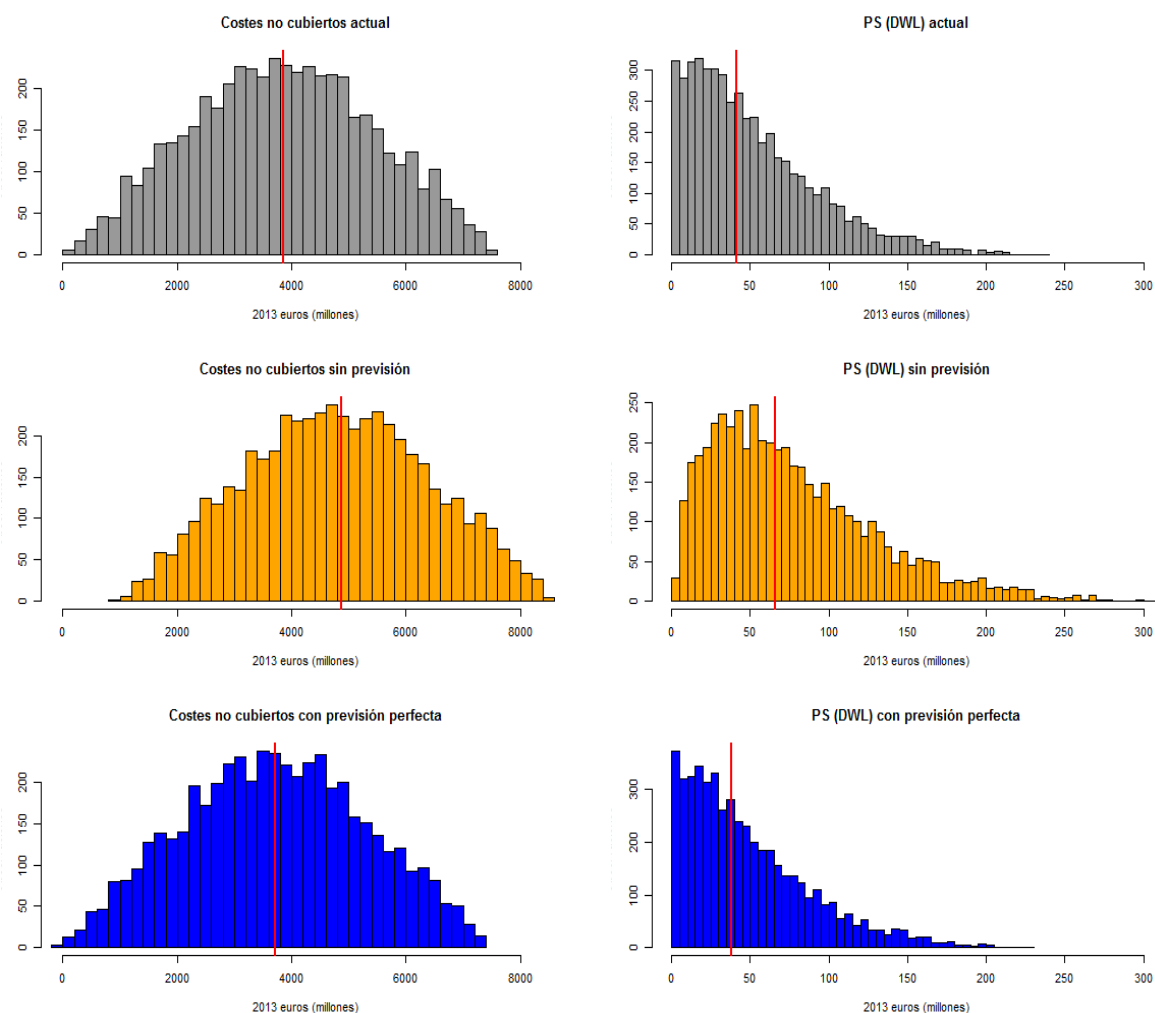 Costes no cubiertos actual
0 50 100 150 200
0 2000 4000 6000 8000
2013 euros (millones)
PS (DWL) actual
0 50 100 150 200 250 300
0 50 100 150 200 250 300
2013 euros (millones)
Costes no cubiertos sin previsión
0 50 100 150 200
0 2000 4000 6000 8000
2013 euros (millones)
PS (DWL) sin previsión
0 50 100 150 200 250
0 50 100 150 200 250 300
2013 euros (millones)
Costes no cubiertos con previsión perfecta
0 50 100 150 200
0 2000 4000 6000 8000
2013 euros (millones)
PS (DWL) con previsión perfecta
0 100 200 300
0 50 100 150 200 250 300
2013 euros (millones)